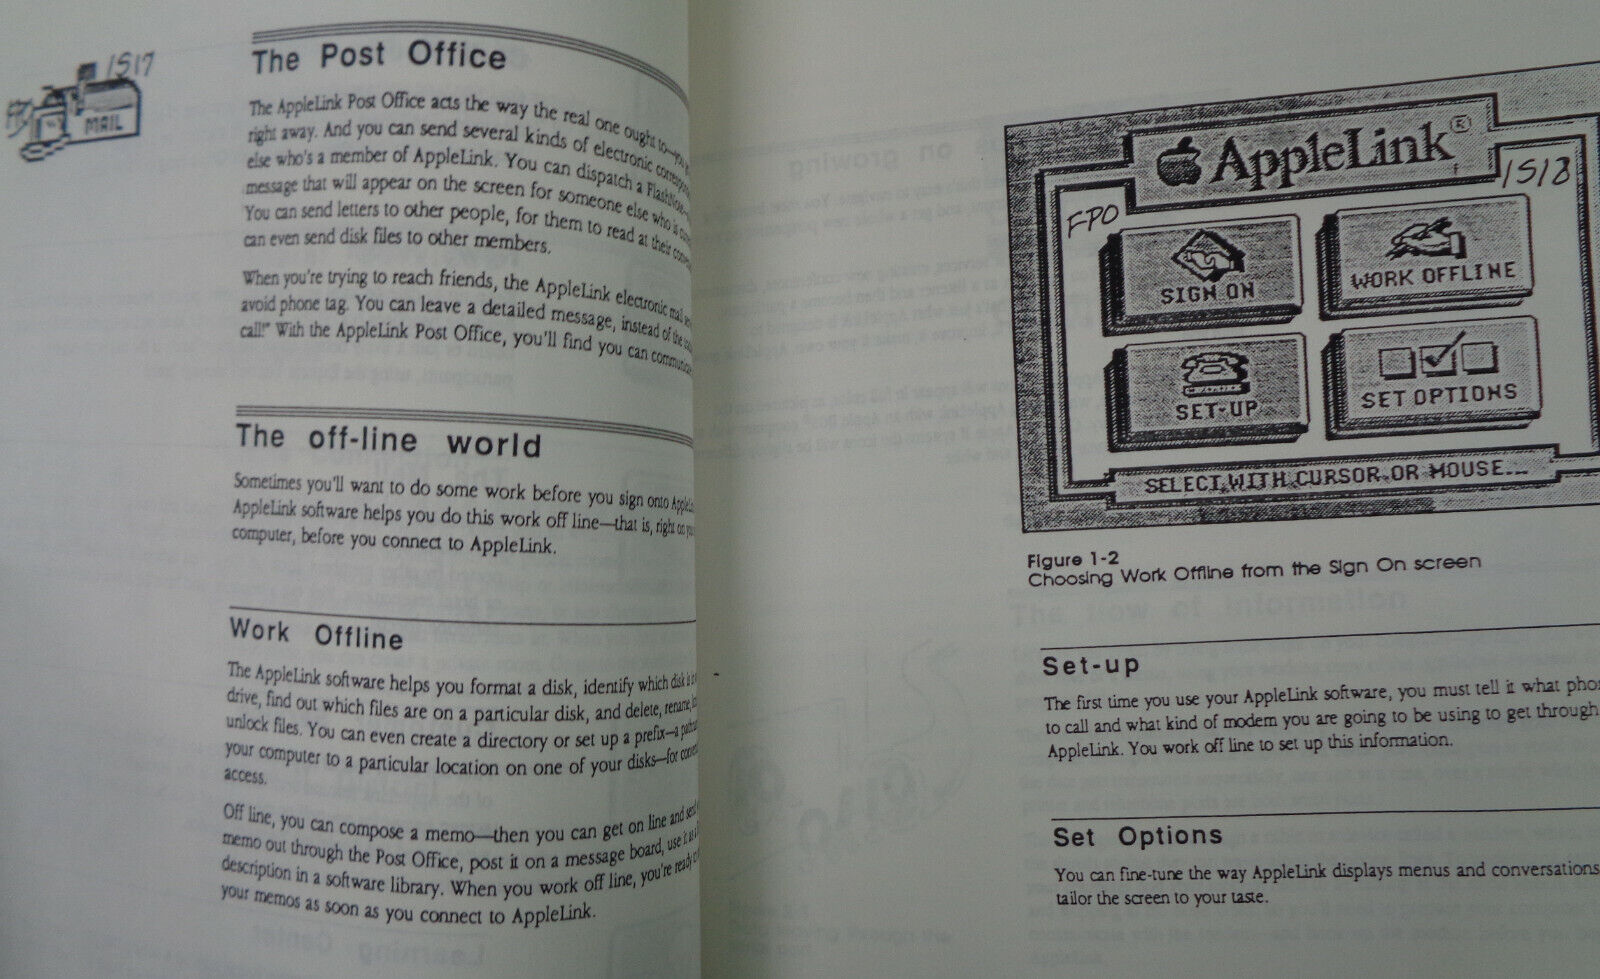 1S17
MAIL
The Post Office
The AppleLink Post Office acts the way the real one ought to—you
right away. And you can send several kinds of electronic
else who's a member of AppleLink. You can dispatch a FlashNote
message that will appear on the screen for someone else who is
You can send letters to other people, for them to read at their
can even send disk files to other members.
When you're trying to reach friends, the AppleLink electronic mail
avoid phone tag. You can leave a detailed message, instead of the
call!" With the AppleLink Post Office, you'll find you can
The off-line world
Sometimes you'll want to do some work before you sign onto
AppleLink software helps you do this work off line—that is, right on
computer, before you connect to AppleLink.
Work Offline
The AppleLink software helps you format a disk, identify which disk is
drive, find out which files are on a particular disk, and delete, rename,
unlock files. You can even create a directory or set up a prefix—a
your computer to a particular location on one of your disks—for
access.
Off line, you can compose a memo—then you can get on line and send
memo out through the Post Office, post it on a message board, use it as
description in a software library. When you work off line, you're ready
your memos as soon as you connect to AppleLink.
AppleLink®
1S18
FPO
SIGN ON
WORK OFFLINE
SET-UP
SET OPTIONS
SELECT WITH CURSOR OR MOUSE...
Figure 1-2
Choosing Work Offline from the Sign On screen
Set-up
The first time you use your AppleLink software, you must tell it what
to call and what kind of modem you are going to be using to get through
AppleLink. You work off line to set up this information.
Set Options
You can fine-tune the way AppleLink displays menus and conversations
tailor the screen to your taste.